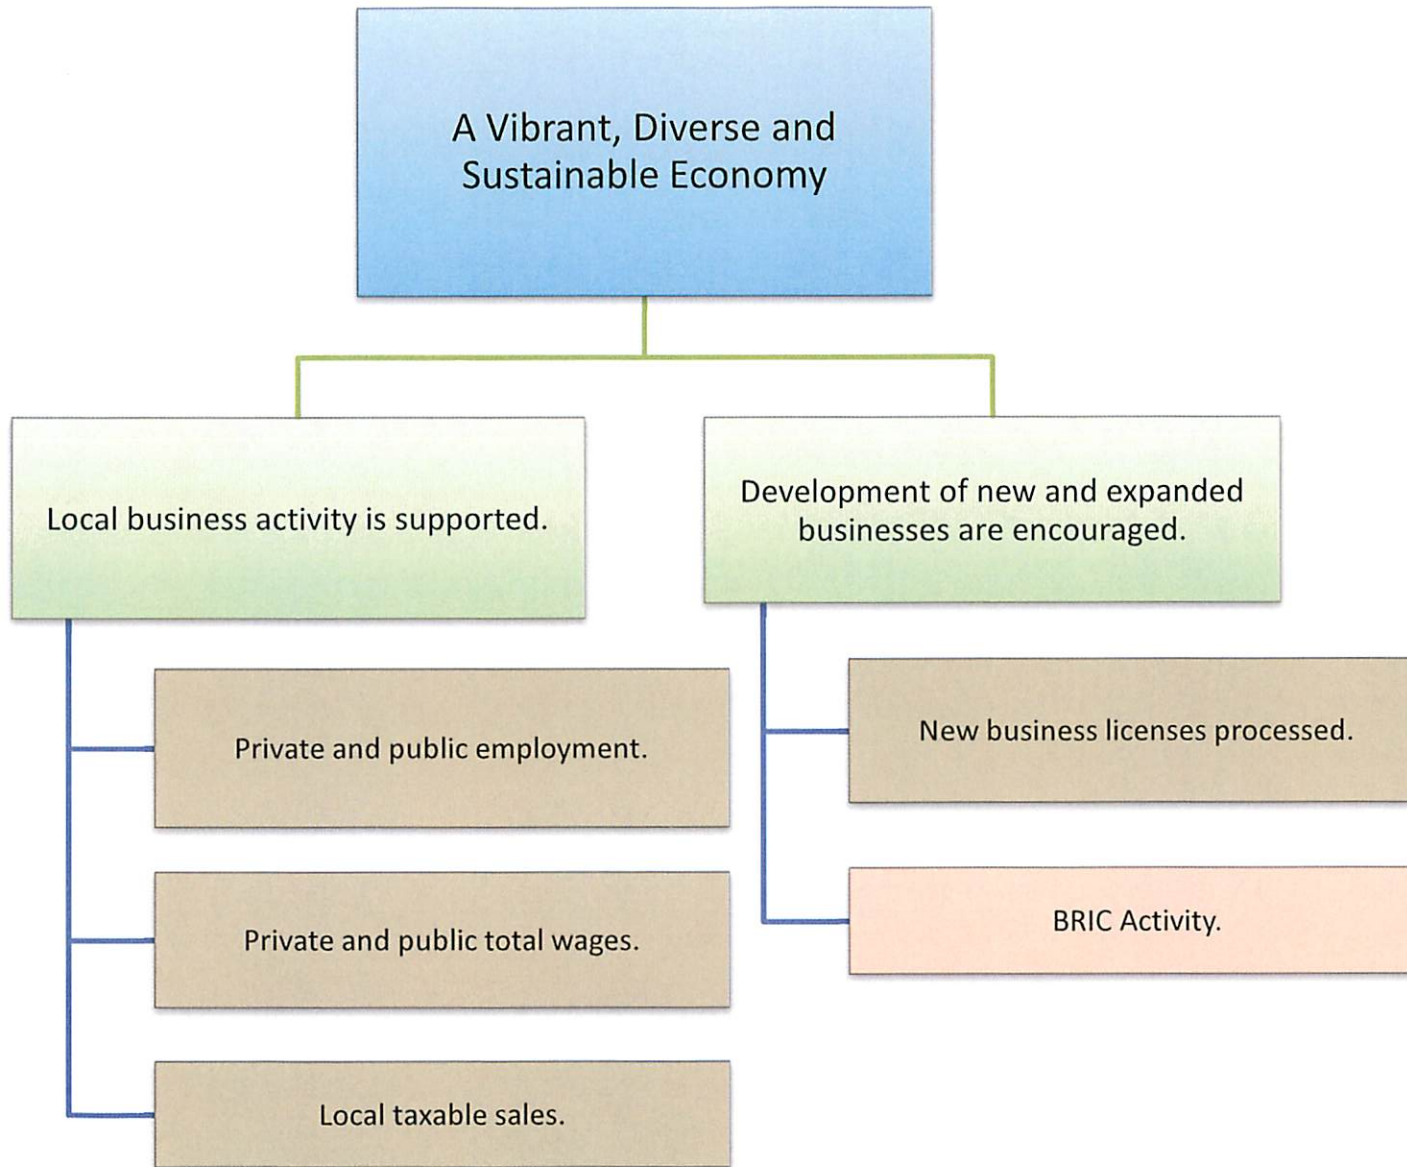 A Vibrant, Diverse and
Sustainable Economy
Local business activity is supported.
Private and public employment.
Private and public total wages.
Local taxable sales.
Development of new and expanded
businesses are encouraged.
New business licenses processed.
BRIC Activity.